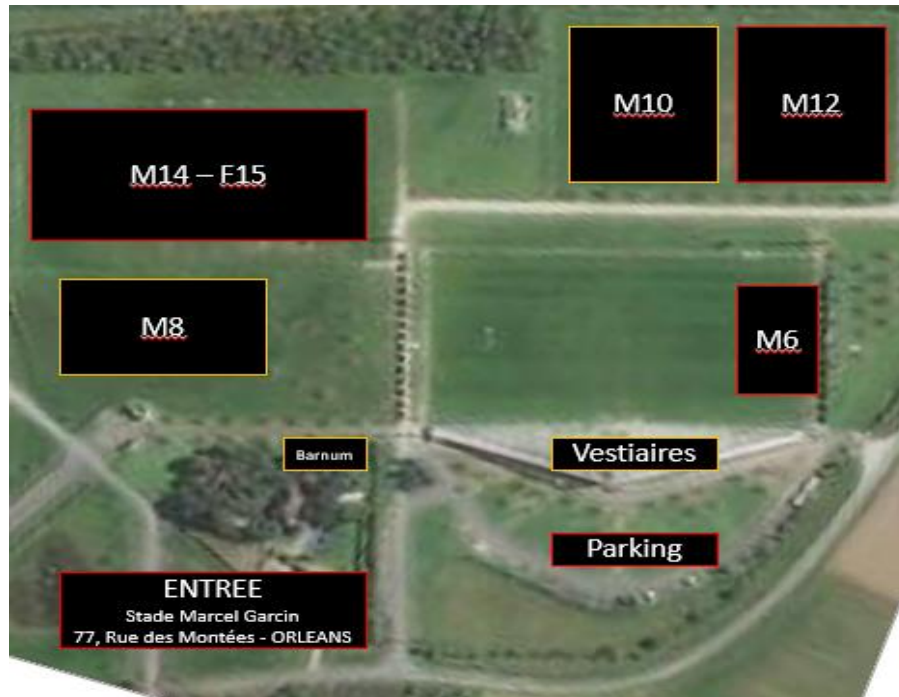 M10
M12
M14 – F15
M8
M6
Barnum
Vestiaires
Parking
ENTREE
Stade Marcel Garcin
77, Rue des Montées - ORLEANS